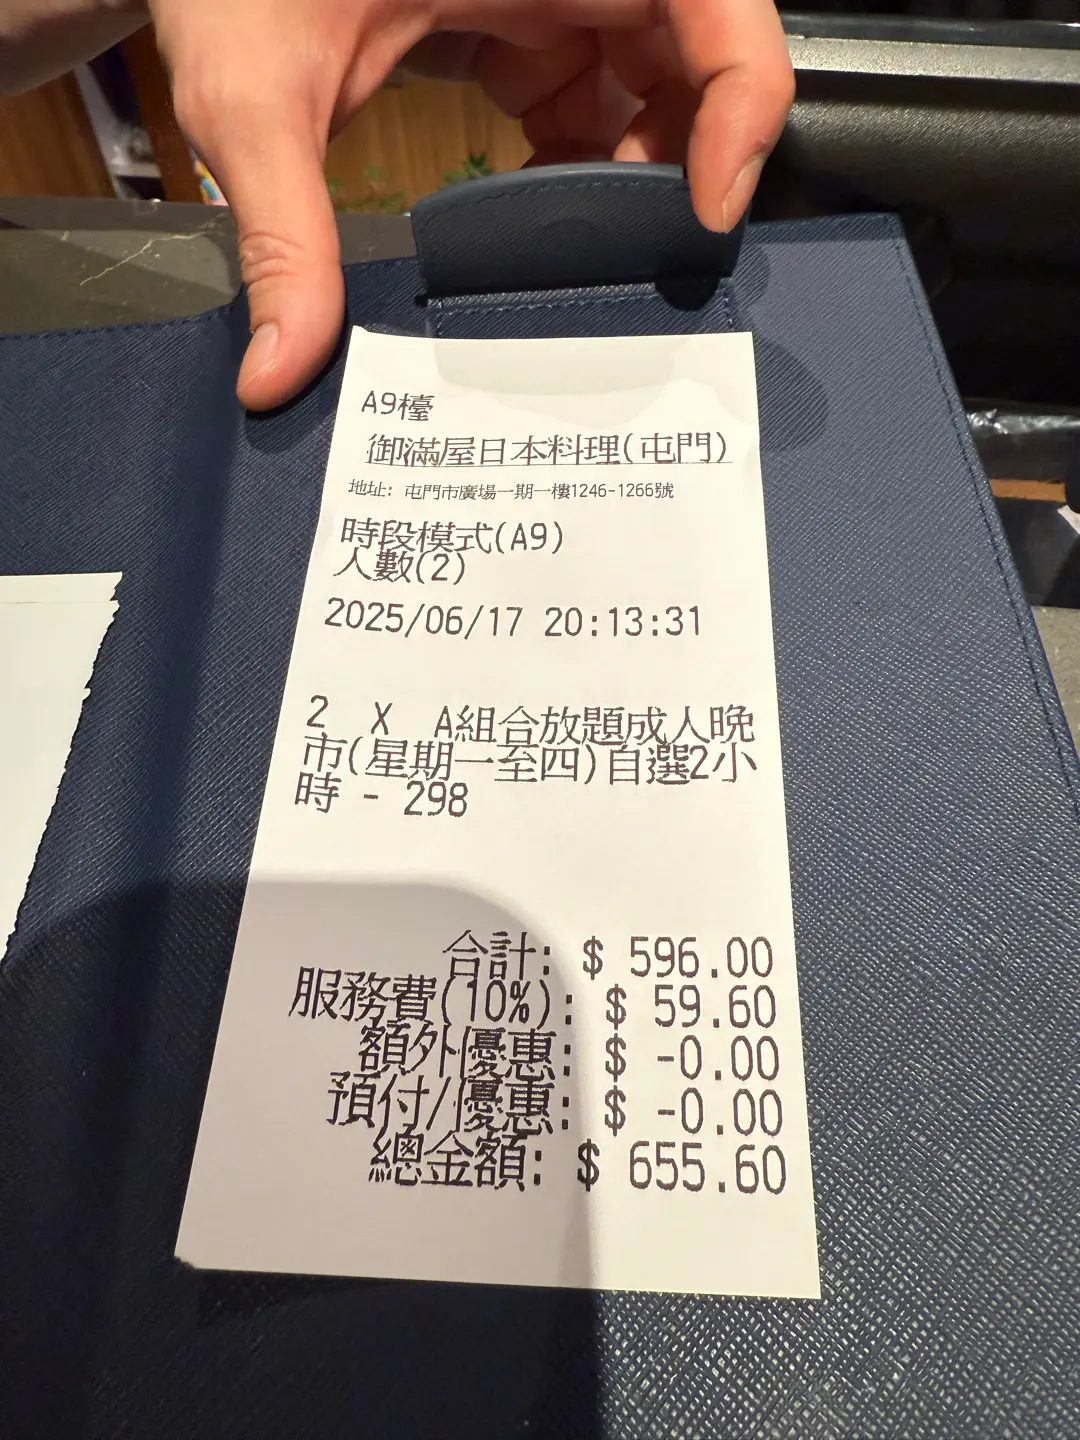 A9檯
御滿屋日本料理(屯門)
地址: 屯門市廣場一期一樓1246-1266號
時段模式(A9)
人數(2)
2025/06/17 20:13:31
2 X A組合放題成人晚
市(星期一至四)自選2小
時 - 298
合計: $ 596.00
服務費(10%): $ 59.60
額外優惠: $ -0.00
預付/優惠: $ -0.00
總金額: $ 655.60